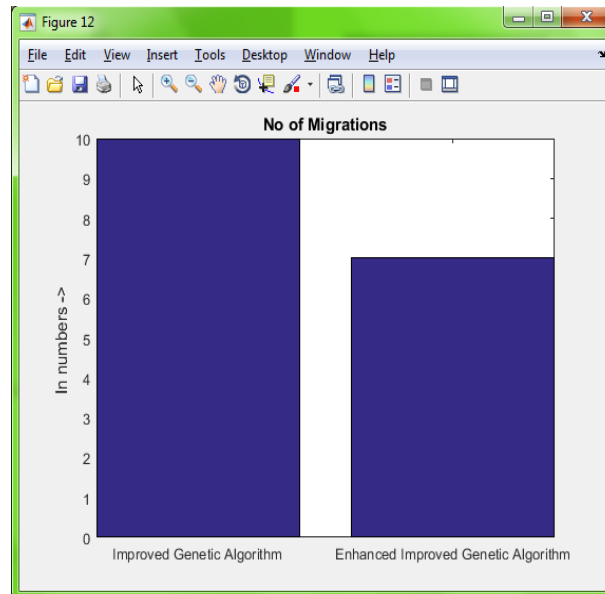 Figure 12
File Edit View Insert Tools Desktop Window Help
No of Migrations
10
9
8
7
6
5
4
3
2
1
0
In numbers ->
Improved Genetic Algorithm Enhanced Improved Genetic Algorithm